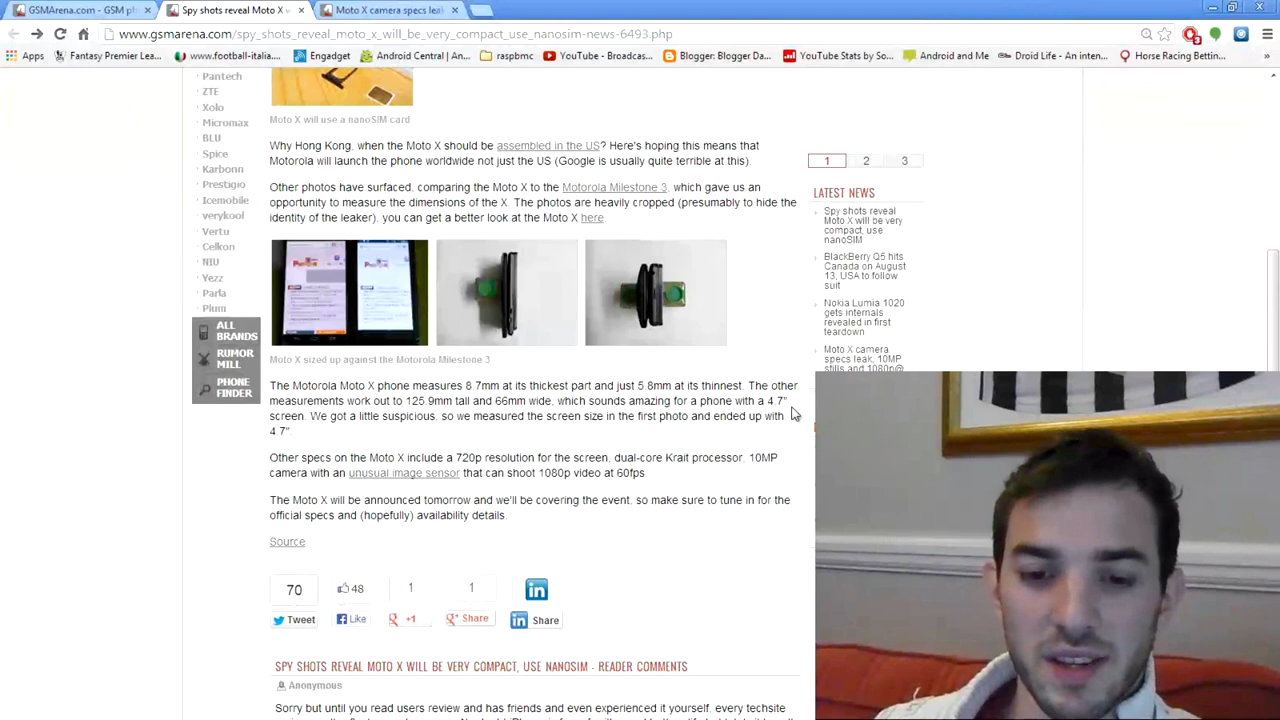 GSMArena.com - GSM ph
Spy shots reveal Moto X w
Moto X camera specs leak
www.gsmarena.com/spy_shots_reveal_moto_x_will_be_very_compact_use_nanosim-news-6493.php
Apps
Fantasy Premier Lea...
www.football-italia...
Engadget
Android Central | An...
raspbmc
YouTube - Broadcas...
Blogger: Blogger Da...
YouTube Stats by So...
Android and Me
Droid Life - An inten...
Horse Racing Bettin...
Pantech
ZTE
Xolo
Micromax
BLU
Spice
Karbonn
Prestigio
Icemobile
verykool
Vertu
Celkon
NIU
Yezz
Parla
Plum
ALL
BRANDS
RUMOR
MILL
PHONE
FINDER
Moto X will use a nanoSIM card
Why Hong Kong, when the Moto X should be assembled in the US? Here's hoping this means that
Motorola will launch the phone worldwide not just the US (Google is usually quite terrible at this).
Other photos have surfaced, comparing the Moto X to the Motorola Milestone 3, which gave us an
opportunity to measure the dimensions of the X. The photos are heavily cropped (presumably to hide the
identity of the leaker), you can get a better look at the Moto X here.
Moto X sized up against the Motorola Milestone 3
The Motorola Moto X phone measures 8.7mm at its thickest part and just 5.8mm at its thinnest. The other
measurements work out to 125.9mm tall and 66mm wide, which sounds amazing for a phone with a 4.7"
screen. We got a little suspicious, so we measured the screen size in the first photo and ended up with
4.7".
Other specs on the Moto X include a 720p resolution for the screen, dual-core Krait processor, 10MP
camera with an unusual image sensor that can shoot 1080p video at 60fps.
The Moto X will be announced tomorrow and we'll be covering the event, so make sure to tune in for the
official specs and (hopefully) availability details.
Source
70
48
1
1
Tweet
Like
+1
Share
Share
SPY SHOTS REVEAL MOTO X WILL BE VERY COMPACT, USE NANOSIM - READER COMMENTS
Anonymous
Sorry but until you read users review and has friends and even experienced it yourself, every techsite
1 2 3
LATEST NEWS
Spy shots reveal
Moto X will be very
compact, use
nanoSIM
BlackBerry Q5 hits
Canada on August
13, USA to follow
suit
Nokia Lumia 1020
gets internals
revealed in first
teardown
Moto X camera
specs leak, 10MP
stills and 1080p@